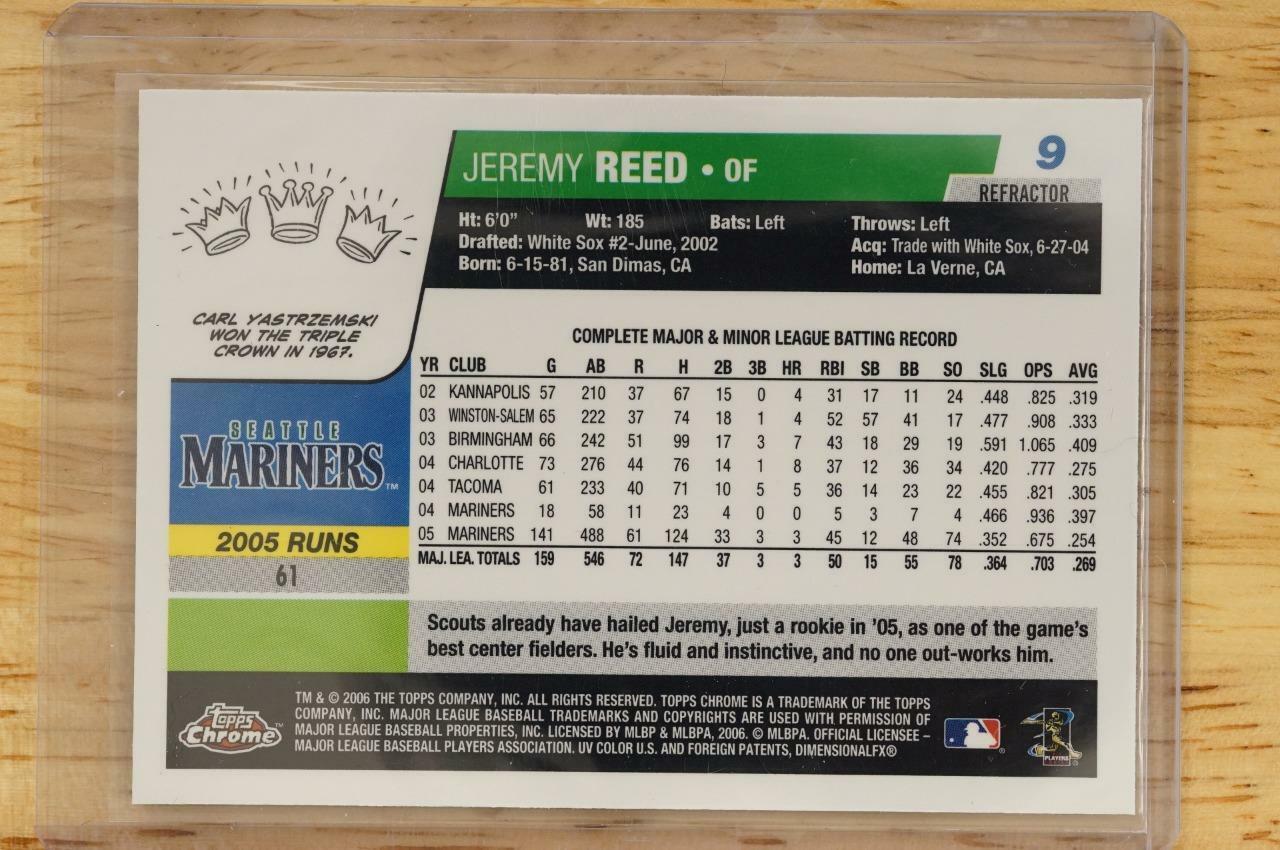 JEREMY REED • OF
9
REFRACTOR
Ht: 6'0" Wt: 185 Bats: Left Throws: Left
Drafted: White Sox #2-June, 2002 Acq: Trade with White Sox, 6-27-04
Born: 6-15-81, San Dimas, CA Home: La Verne, CA
CARL YASTRZEMSKI
WON THE TRIPLE
CROWN IN 1967.
SEATTLE
MARINERS™
2005 RUNS
61
COMPLETE MAJOR & MINOR LEAGUE BATTING RECORD
YR CLUB G AB R H 2B 3B HR RBI SB BB SO SLG OPS AVG
02 KANNAPOLIS 57 210 37 67 15 0 4 31 17 11 24 .448 .825 .319
03 WINSTON-SALEM 65 222 37 74 18 1 4 52 57 41 17 .477 .908 .333
03 BIRMINGHAM 66 242 51 99 17 3 7 43 18 29 19 .591 1.065 .409
04 CHARLOTTE 73 276 44 76 14 1 8 37 12 36 34 .420 .777 .275
04 TACOMA 61 233 40 71 10 5 5 36 14 23 22 .455 .821 .305
04 MARINERS 18 58 11 23 4 0 0 5 3 7 4 .466 .936 .397
05 MARINERS 141 488 61 124 33 3 3 45 12 48 74 .352 .675 .254
MAJ. LEA. TOTALS 159 546 72 147 37 3 3 50 15 55 78 .364 .703 .269
Scouts already have hailed Jeremy, just a rookie in '05, as one of the game's
best center fielders. He's fluid and instinctive, and no one out-works him.
Topps
Chrome™
TM & © 2006 THE TOPPS COMPANY, INC. ALL RIGHTS RESERVED. TOPPS CHROME IS A TRADEMARK OF THE TOPPS
COMPANY, INC. MAJOR LEAGUE BASEBALL TRADEMARKS AND COPYRIGHTS ARE USED WITH PERMISSION OF
MAJOR LEAGUE BASEBALL PROPERTIES, INC. LICENSED BY MLBP & MLBPA, 2006. © MLBPA. OFFICIAL LICENSEE –
MAJOR LEAGUE BASEBALL PLAYERS ASSOCIATION. UV COLOR U.S. AND FOREIGN PATENTS, DIMENSIONALFX®
PLAYERS